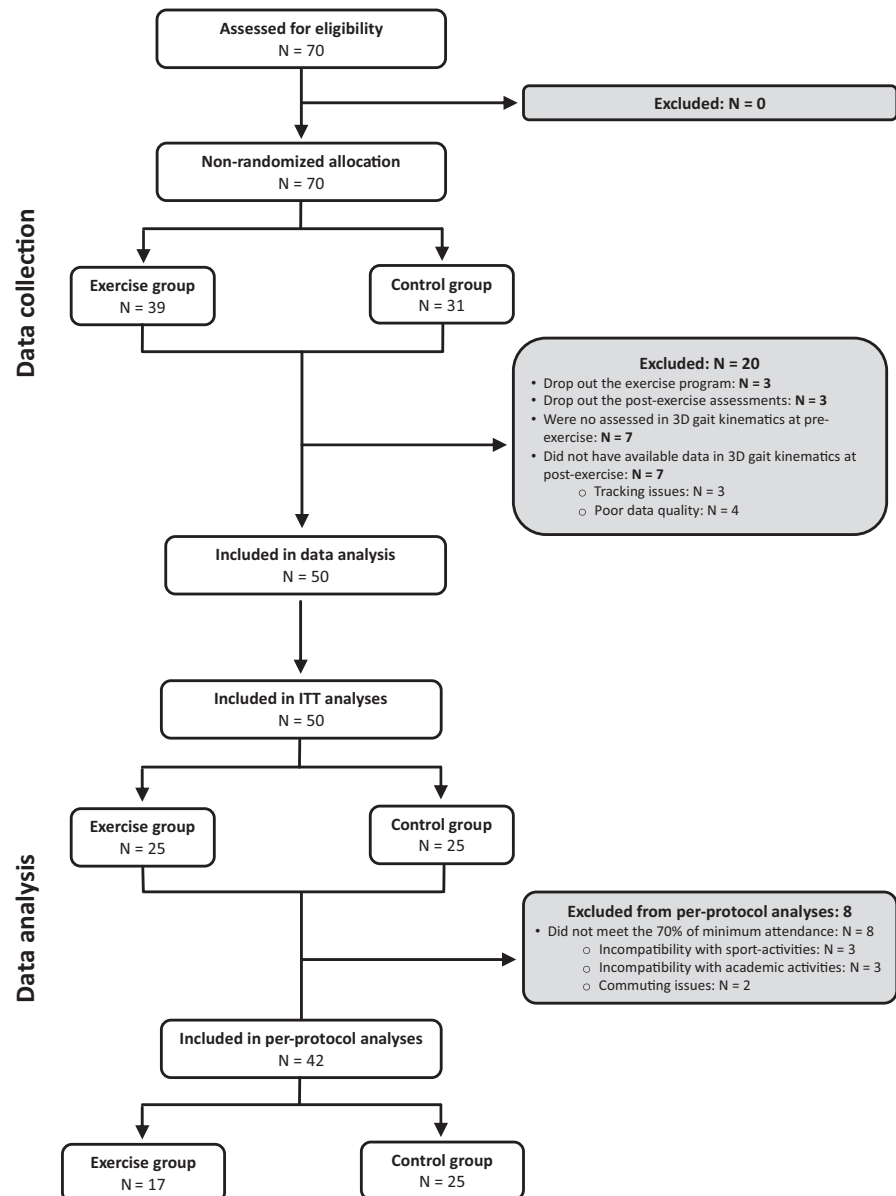 Assessed for eligibility
N = 70
Excluded: N = 0
Non-randomized allocation
N = 70
Data collection
Exercise group
N = 39
Control group
N = 31
Excluded: N = 20
• Drop out the exercise program: N = 3
• Drop out the post-exercise assessments: N = 3
• Were no assessed in 3D gait kinematics at pre-
exercise: N = 7
• Did not have available data in 3D gait kinematics at
post-exercise: N = 7
○ Tracking issues: N = 3
○ Poor data quality: N = 4
Included in data analysis
N = 50
Included in ITT analyses
N = 50
Data analysis
Exercise group
N = 25
Control group
N = 25
Excluded from per-protocol analyses: 8
• Did not meet the 70% of minimum attendance: N = 8
○ Incompatibility with sport-activities: N = 3
○ Incompatibility with academic activities: N = 3
○ Commuting issues: N = 2
Included in per-protocol analyses
N = 42
Exercise group
N = 17
Control group
N = 25